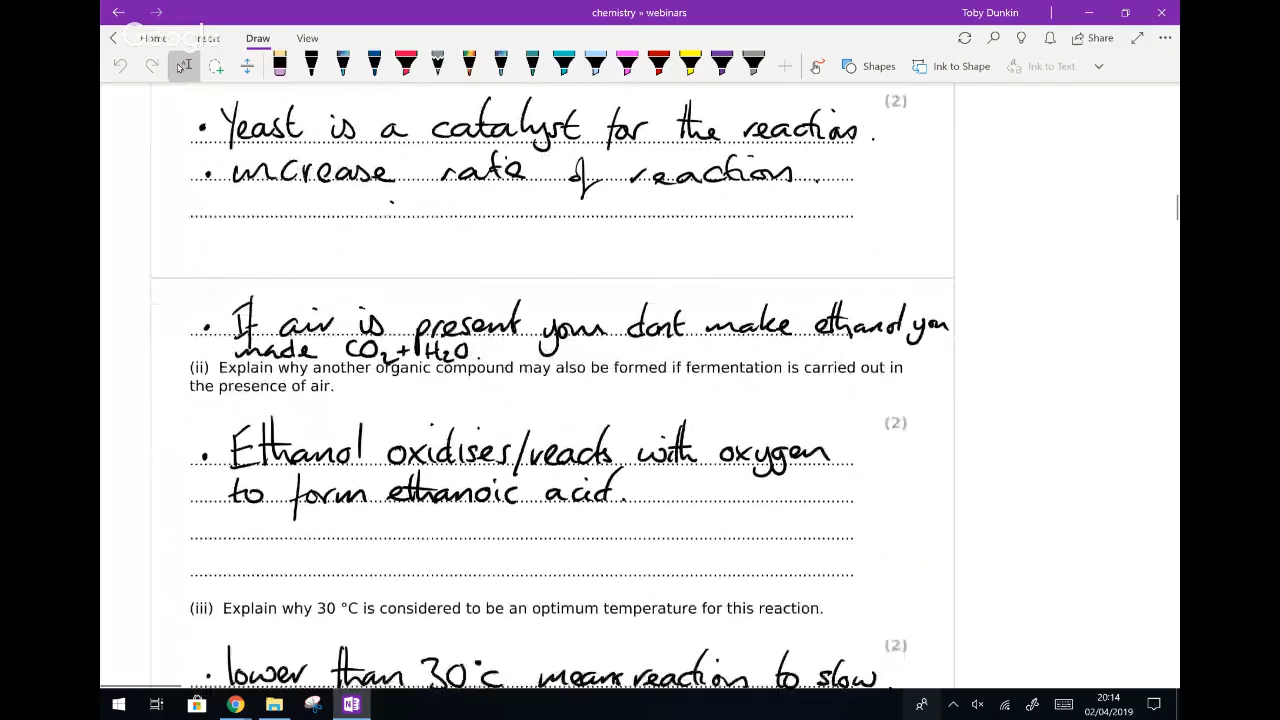 chemistry » webinars
Toby Dunkin
Google
Home Insert Draw View
Share
Shapes Ink to Shape Ink to Text
(2)
• Yeast is a catalyst for the reaction.
• increase rate of reaction.
• If air is present your dont make ethanol you
made CO2 + H2O.
(ii) Explain why another organic compound may also be formed if fermentation is carried out in
the presence of air.
(2)
• Ethanol oxidises/reacts with oxygen
to form ethanoic acid.
(iii) Explain why 30 °C is considered to be an optimum temperature for this reaction.
(2)
• lower than 30°c means reaction to slow.
20:14
02/04/2019